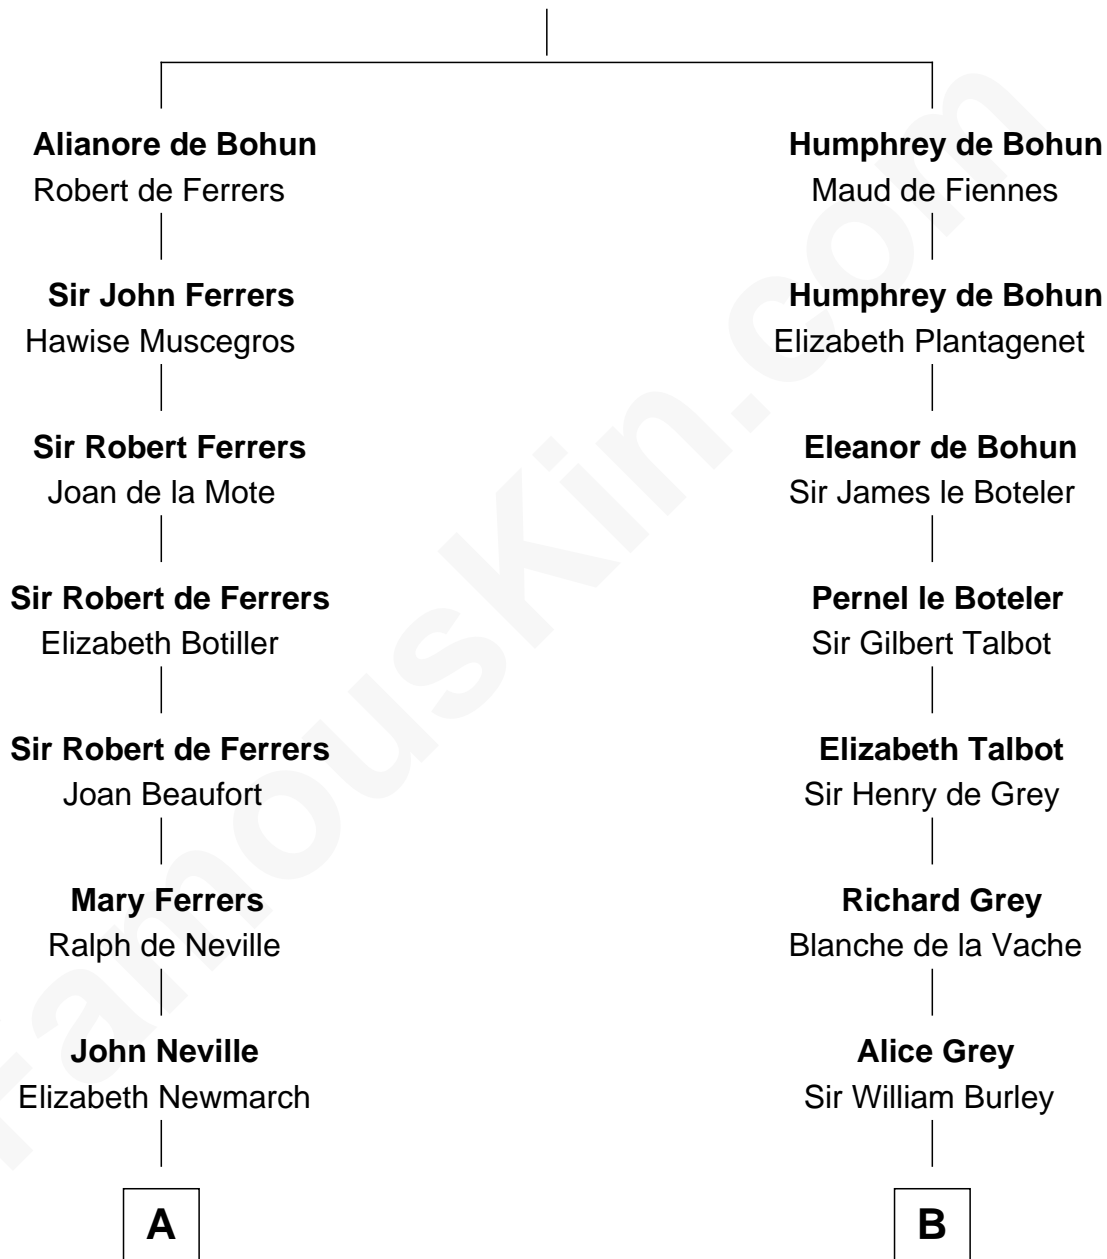 Alianore de Bohun
Robert de Ferrers
Sir John Ferrers
Hawise Muscegros
Sir Robert Ferrers
Joan de la Mote
Sir Robert de Ferrers
Elizabeth Botiller
Sir Robert de Ferrers
Joan Beaufort
Mary Ferrers
Ralph de Neville
John Neville
Elizabeth Newmarch
A
Humphrey de Bohun
Maud de Fiennes
Humphrey de Bohun
Elizabeth Plantagenet
Eleanor de Bohun
Sir James le Boteler
Pernel le Boteler
Sir Gilbert Talbot
Elizabeth Talbot
Sir Henry de Grey
Richard Grey
Blanche de la Vache
Alice Grey
Sir William Burley
B
FamousKin.com